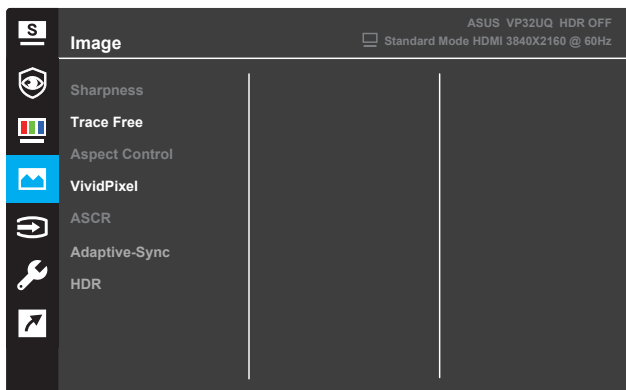 S
ASUS VP32UQ HDR OFF
Image
Standard Mode HDMI 3840X2160 @ 60Hz
Sharpness
Trace Free
Aspect Control
VividPixel
ASCR
Adaptive-Sync
HDR